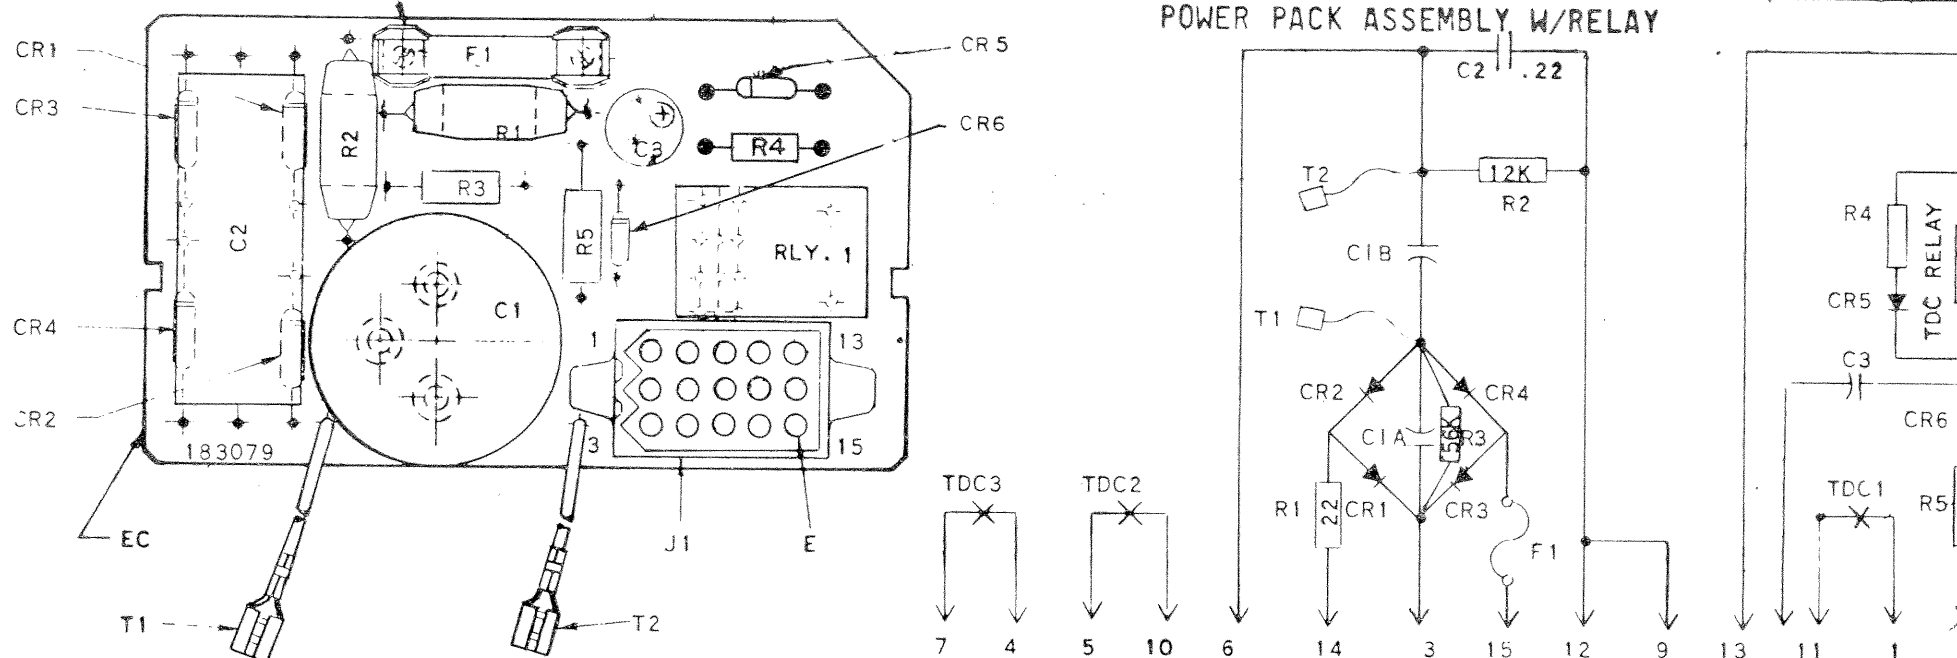 POWER PACK ASSEMBLY W/RELAY
CR1
CR3
CR4
CR2
EC
T1
C2
183079
R2
F1
R1
R3
C3
R4
CR5
CR6
R5
RLY. 1
C1
1
13
3
15
J1
E
T2
C2 .22
T2
12K
R2
C1B
T1
CR2
CR4
C1A
56K
R3
R1
22
CR1
CR3
F1
TDC3
TDC2
R4
CR5
TDC RELAY
C3
CR6
TDC1
R5
7 4 5 10 6 14 3 15 12 9 13 11 1